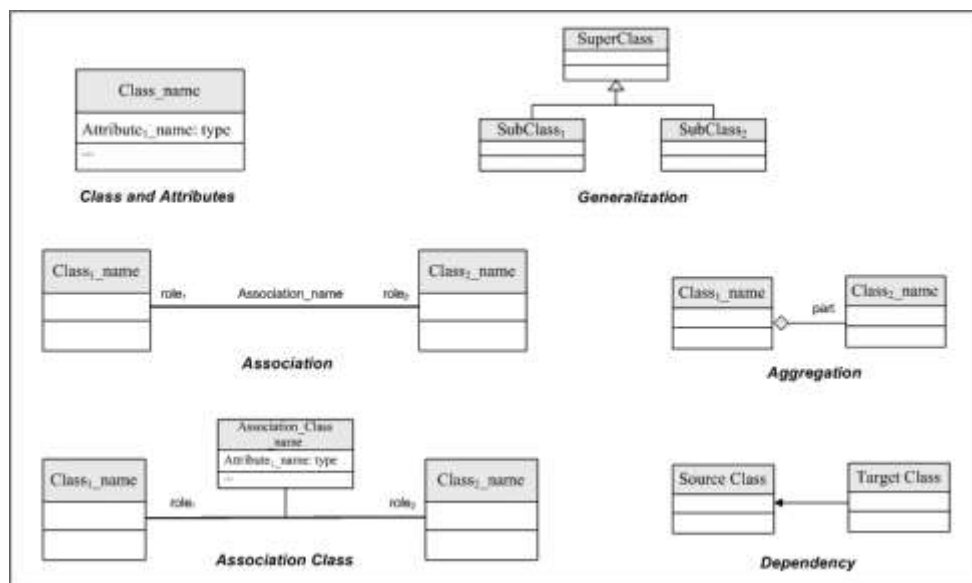 Class_name
Attribute₁_name: type
...
Class and Attributes
SuperClass
SubClass₁
SubClass₂
Generalization
Class₁_name
role₁
Association_name
role₂
Class₂_name
Association
Class₁_name
part
Class₂_name
Aggregation
Association_Class
_name
Attribute₁_name: type
...
Class₁_name
role₁
role₂
Class₂_name
Association Class
Source Class
Target Class
Dependency